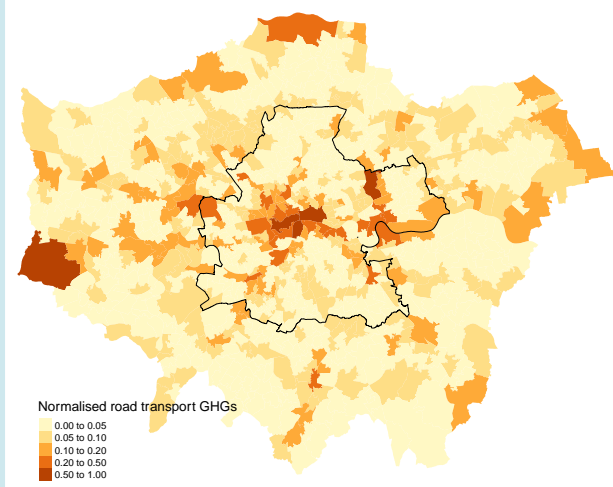 Normalised road transport GHGs
0.00 to 0.05
0.05 to 0.10
0.10 to 0.20
0.20 to 0.50
0.50 to 1.00